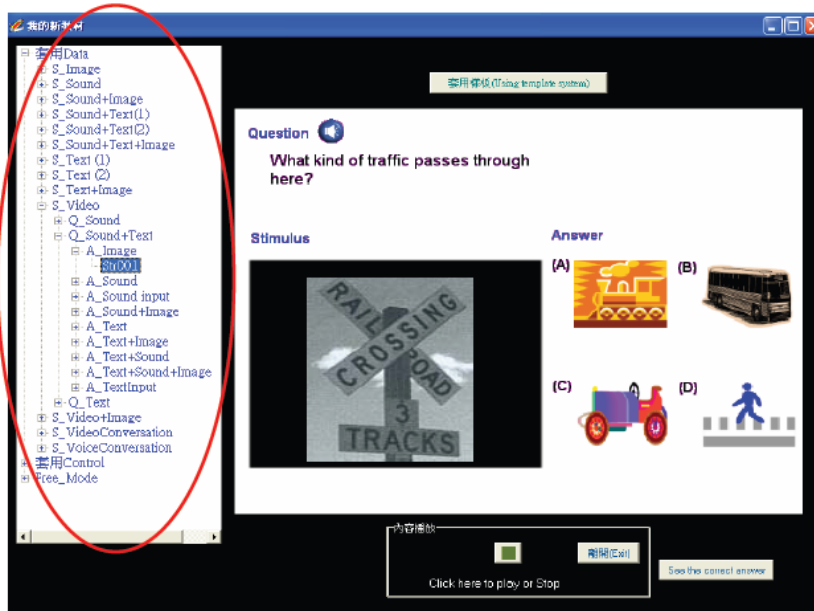 我的新教材
套用Data
S_Image
S_Sound
S_Sound+Image
S_Sound+Text(1)
S_Sound+Text(2)
S_Sound+Text+Image
S_Text (1)
S_Text (2)
S_Text+Image
S_Video
Q_Sound
Q_Sound+Text
A_Image
Str001
A_Sound
A_Sound input
A_Sound+Image
A_Text
A_Text+Image
A_Text+Sound
A_Text+Sound+Image
A_TextInput
Q_Text
S_Video+Image
S_VideoConversation
S_VoiceConversation
套用Control
Free_Mode
套用樣板(Using template system)
Question
What kind of traffic passes through
here?
Stimulus
RAIL ROAD
CROSSING
3
TRACKS
Answer
(A)
(B)
(C)
(D)
內容播放
離開(Exit)
Click here to play or Stop
See the correct answer